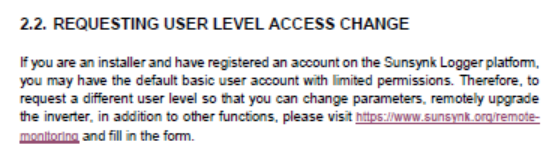 2.2. REQUESTING USER LEVEL ACCESS CHANGE
If you are an installer and have registered an account on the Sunsynk Logger platform,
you may have the default basic user account with limited permissions. Therefore, to
request a different user level so that you can change parameters, remotely upgrade
the inverter, in addition to other functions, please visit https://www.sunsynk.org/remote-
monitoring and fill in the form.